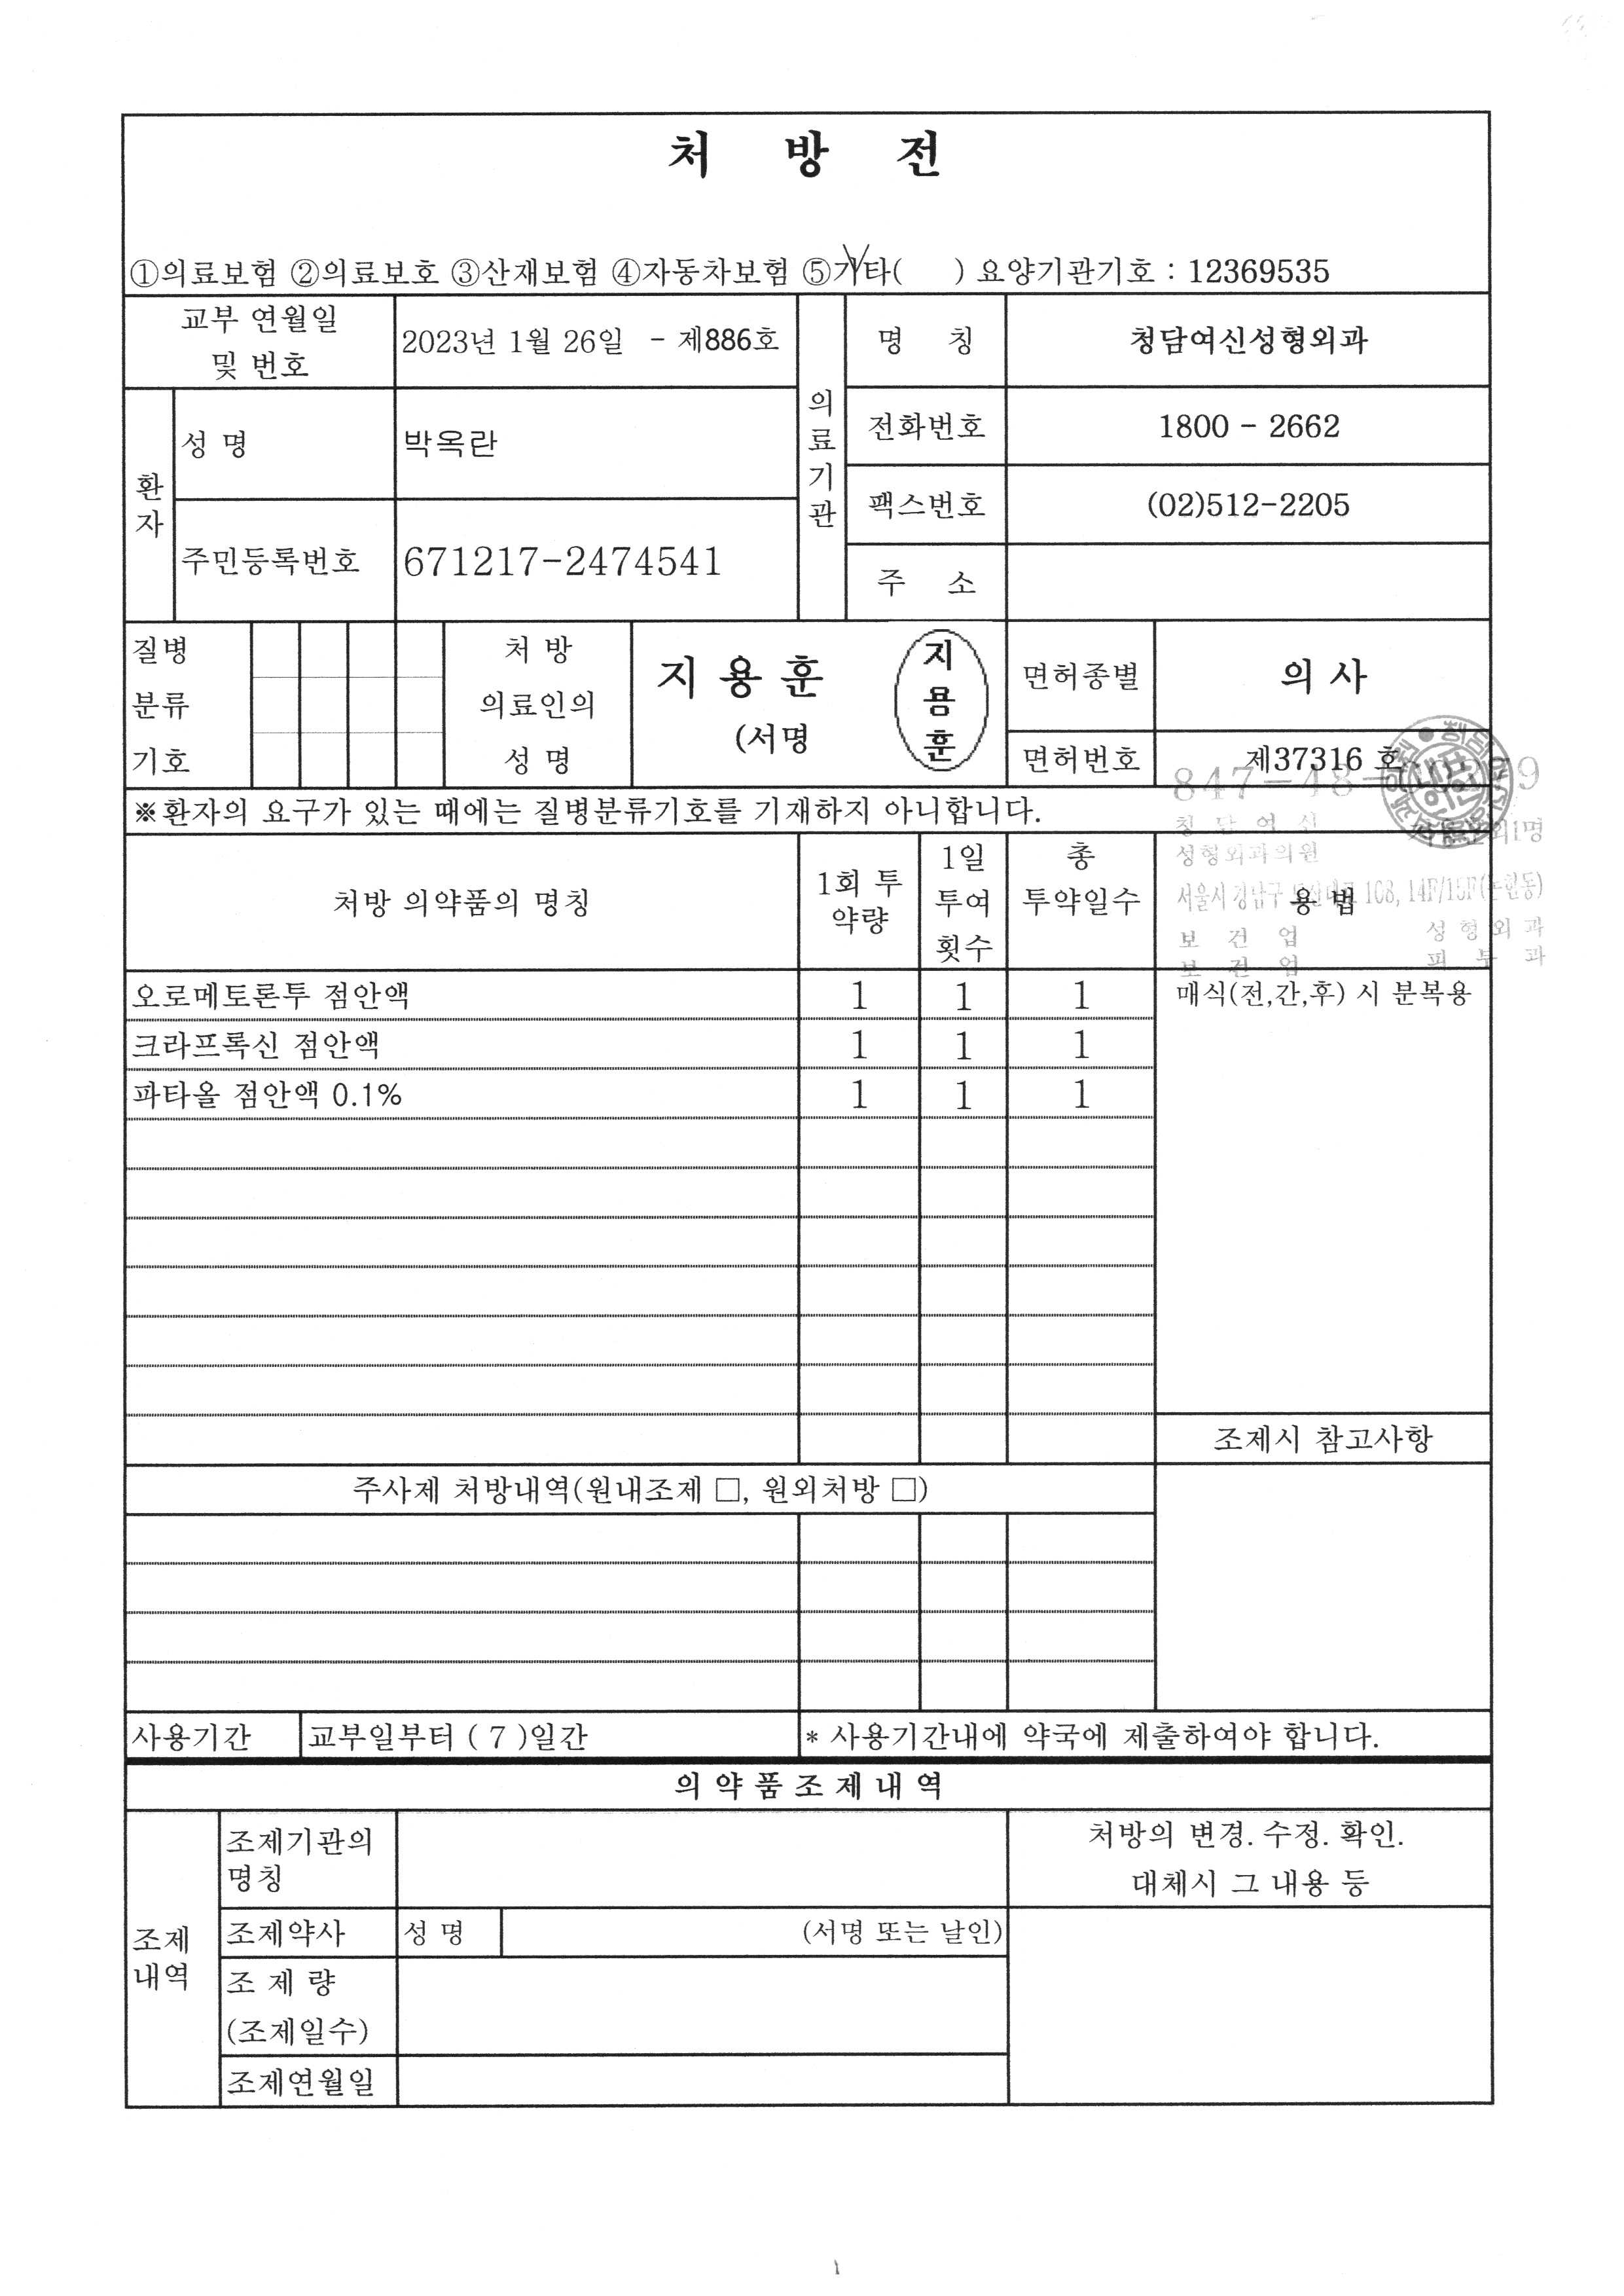 처 방 전
①의료보험 ②의료보호 ③산재보험 ④자동차보험 ⑤기타( ) 요양기관기호 : 12369535
교부 연월일
및 번호
2023년 1월 26일 - 제886호
의료기관
명 칭
청담여신성형외과
전화번호
1800 - 2662
팩스번호
(02)512-2205
주 소
환자
성 명
박옥란
주민등록번호
671217-2474541
질병
분류
기호
처 방
의료인의
성 명
지 용 훈
(서명
지용훈
면허종별
의 사
면허번호
제37316 호
847-48-
청 담 여 신
성형외과의원
서울시 강남구 도산대로 108, 14F/15F(논현동)
보 건 업 성 형 외 과
보 건 업 피 부 과
※환자의 요구가 있는 때에는 질병분류기호를 기재하지 아니합니다.
처방 의약품의 명칭
1회 투
약량
1일
투여
횟수
총
투약일수
용 법
오로메토론투 점안액 1 1 1
매식(전,간,후) 시 분복용
크라프록신 점안액 1 1 1
파타올 점안액 0.1% 1 1 1
조제시 참고사항
주사제 처방내역(원내조제 □, 원외처방 □)
사용기간
교부일부터 ( 7 )일간
* 사용기간내에 약국에 제출하여야 합니다.
의 약 품 조 제 내 역
조제
내역
조제기관의
명칭
처방의 변경. 수정. 확인.
대체시 그 내용 등
조제약사
성 명
(서명 또는 날인)
조 제 량
(조제일수)
조제연월일